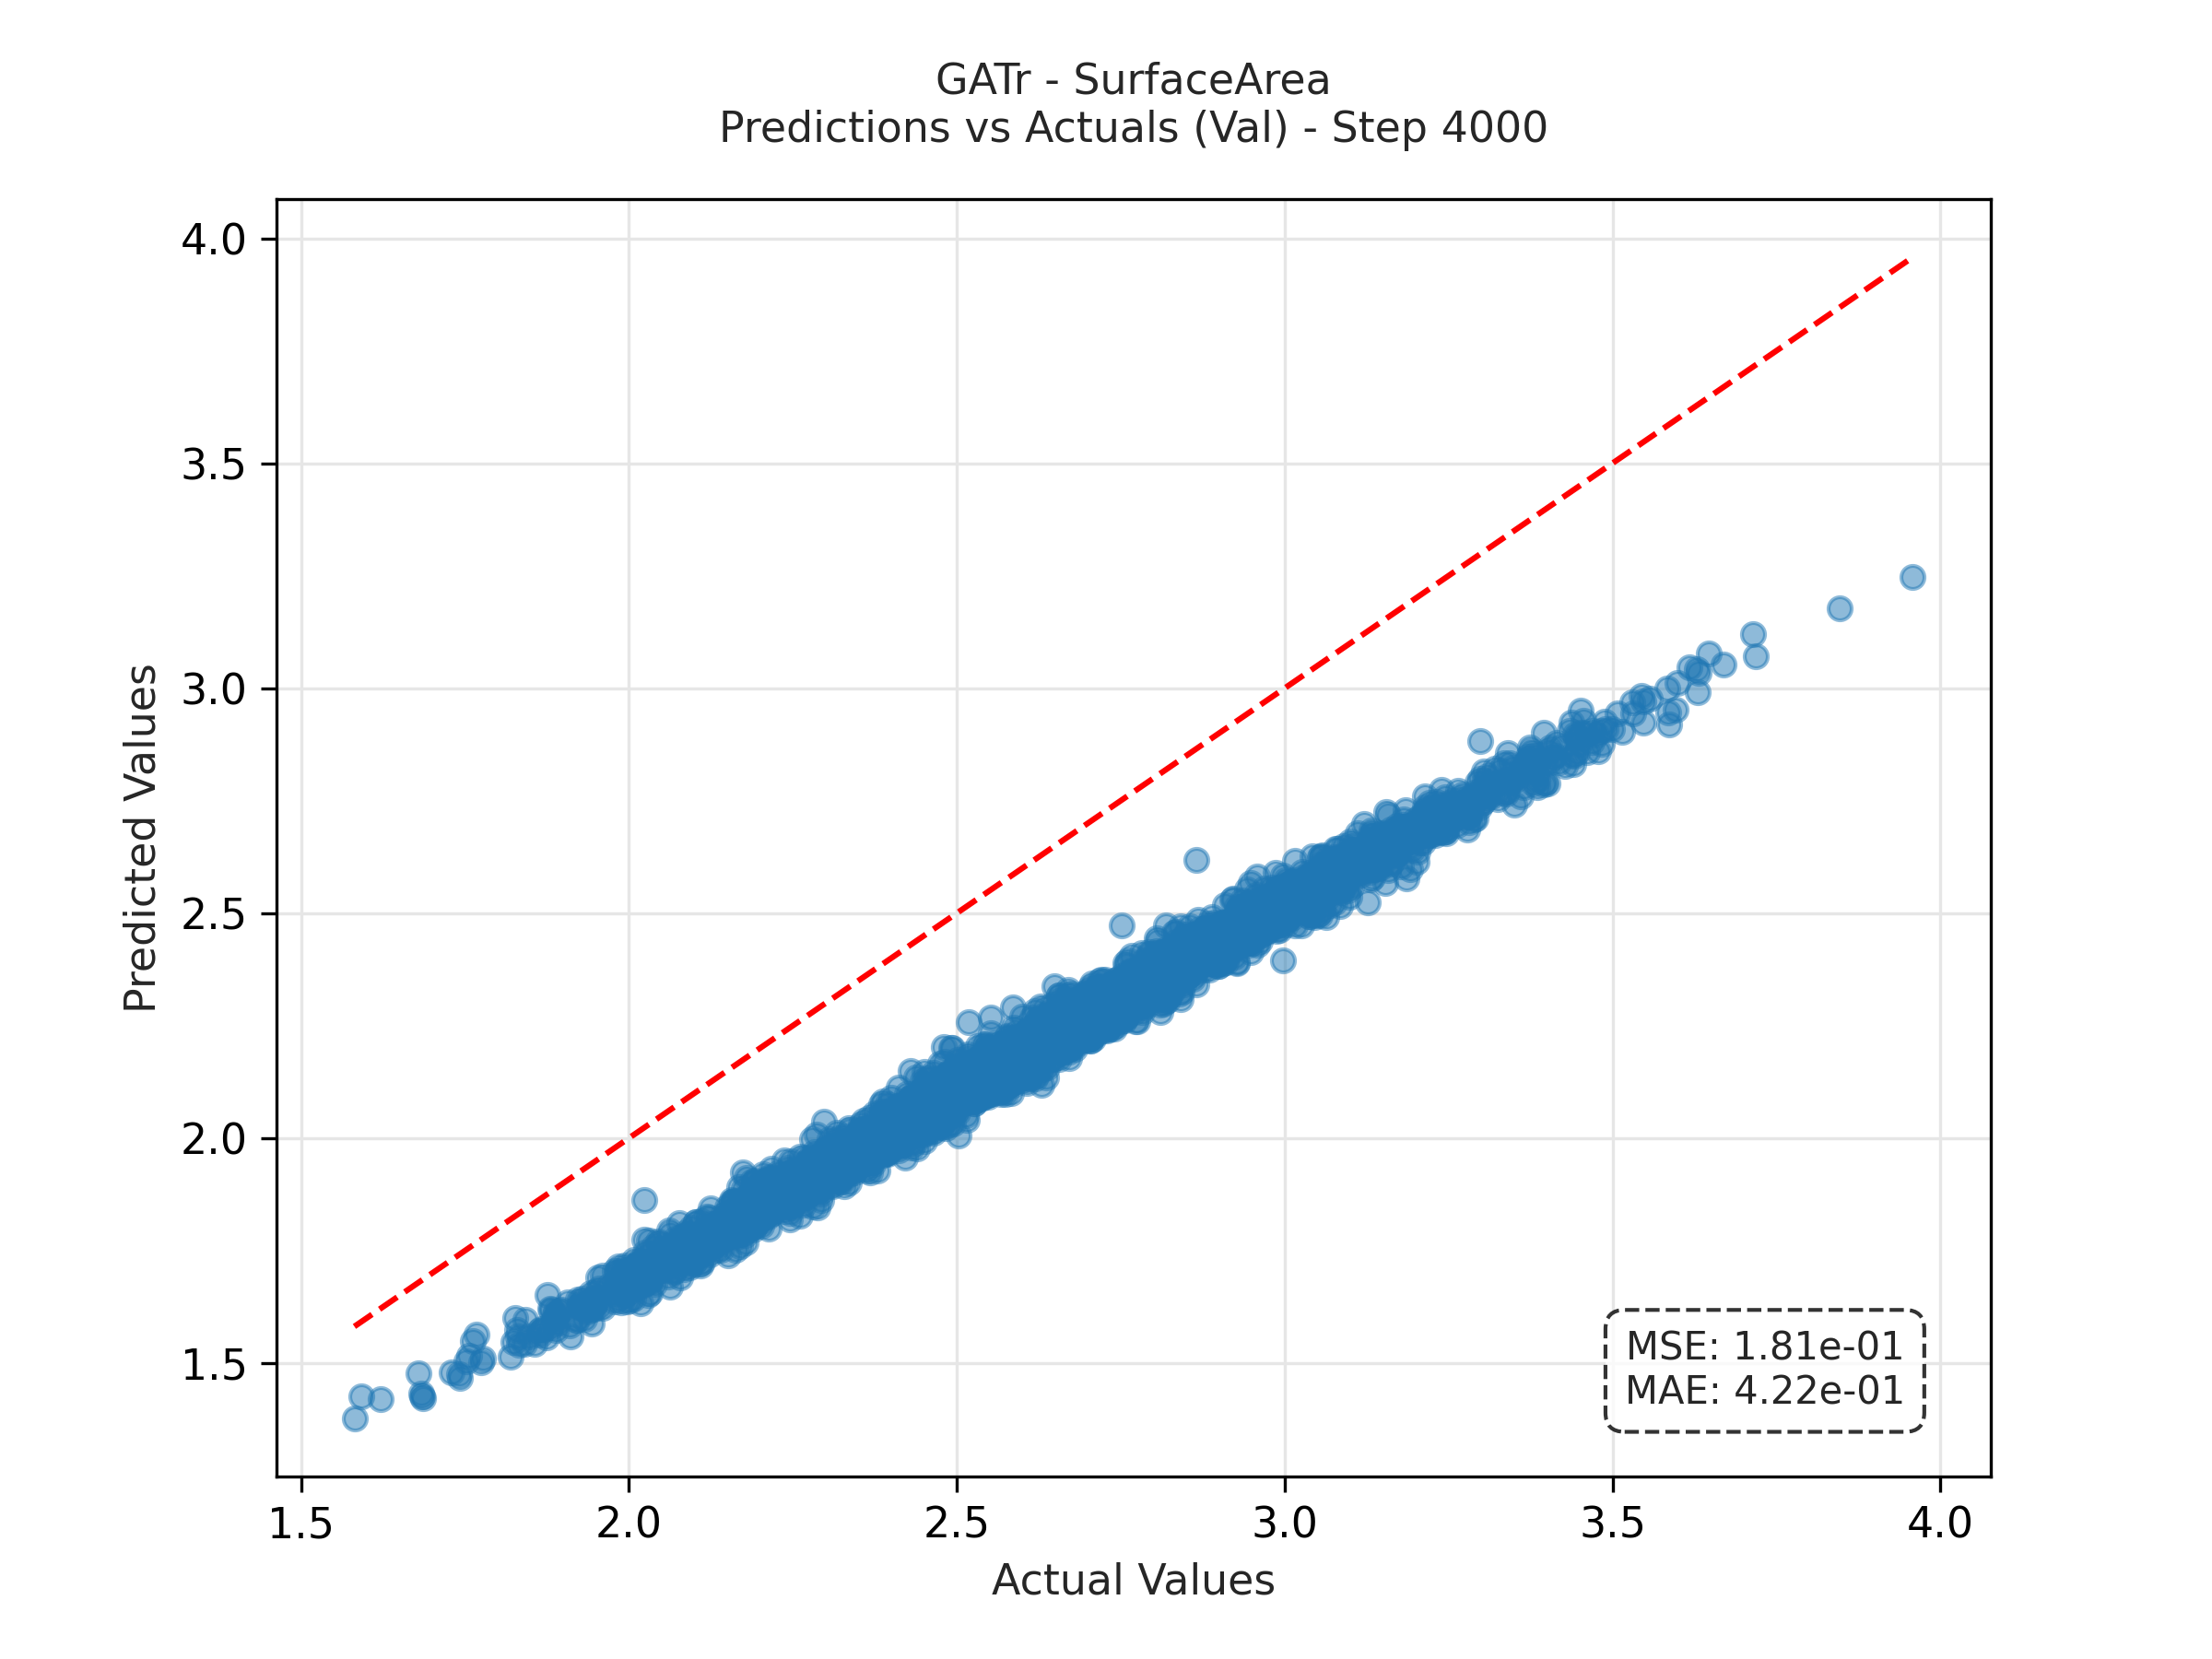 GATr - SurfaceArea
Predictions vs Actuals (Val) - Step 4000
4.0
3.5
3.0
2.5
2.0
1.5
Predicted Values
MSE: 1.81e-01
MAE: 4.22e-01
1.5 2.0 2.5 3.0 3.5 4.0
Actual Values